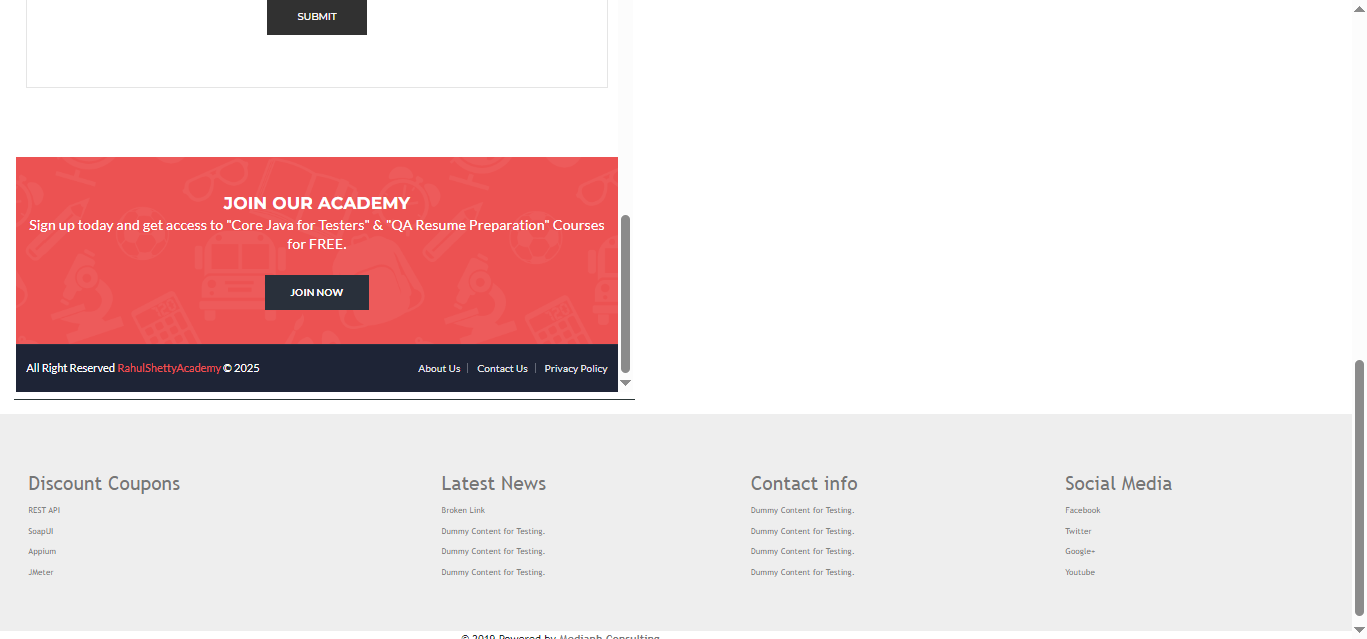 SUBMIT
JOIN OUR ACADEMY
Sign up today and get access to "Core Java for Testers" & "QA Resume Preparation" Courses
for FREE.
JOIN NOW
All Right Reserved RahulShettyAcademy © 2025
About Us | Contact Us | Privacy Policy
Discount Coupons
REST API
SoapUI
Appium
JMeter
Latest News
Broken Link
Dummy Content for Testing.
Dummy Content for Testing.
Dummy Content for Testing.
Contact info
Dummy Content for Testing.
Dummy Content for Testing.
Dummy Content for Testing.
Dummy Content for Testing.
Social Media
Facebook
Twitter
Google+
Youtube
© 2019 Powered by Consulting